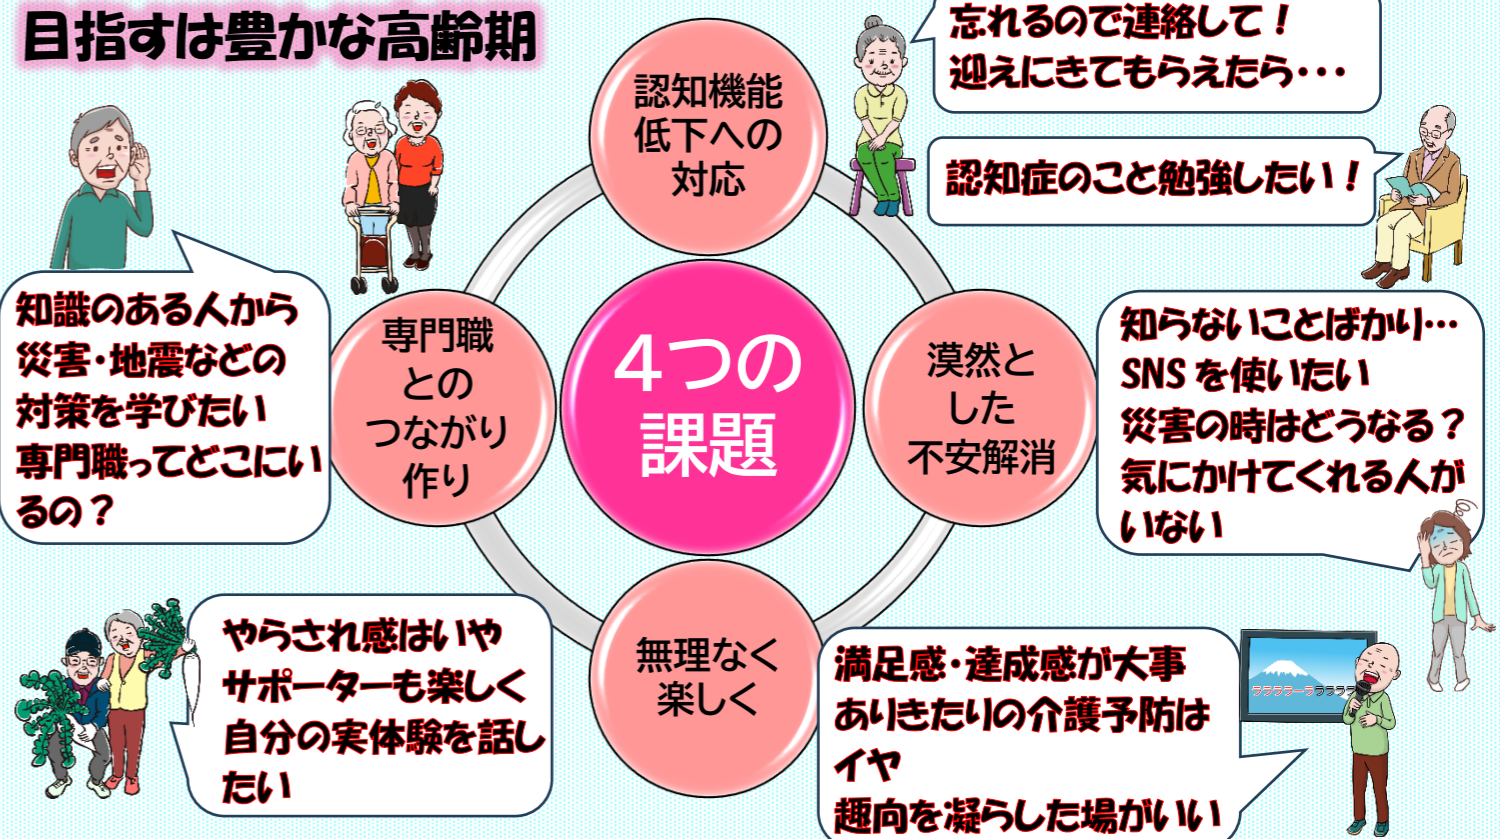 目指すは豊かな高齢期
認知機能
低下への
対応
忘れるので連絡して！
迎えにきてもらえたら･･･
認知症のこと勉強したい！
知識のある人から
災害・地震などの
対策を学びたい
専門職ってどこにい
るの？
専門職
との
つながり
作り
４つの
課題
漠然と
した
不安解消
知らないことばかり…
SNSを使いたい
災害の時はどうなる？
気にかけてくれる人が
いない
やらされ感はいや
サポーターも楽しく
自分の実体験を話し
たい
無理なく
楽しく
満足感・達成感が大事
ありきたりの介護予防は
イヤ
趣向を凝らした場がいい
ララララーララララ